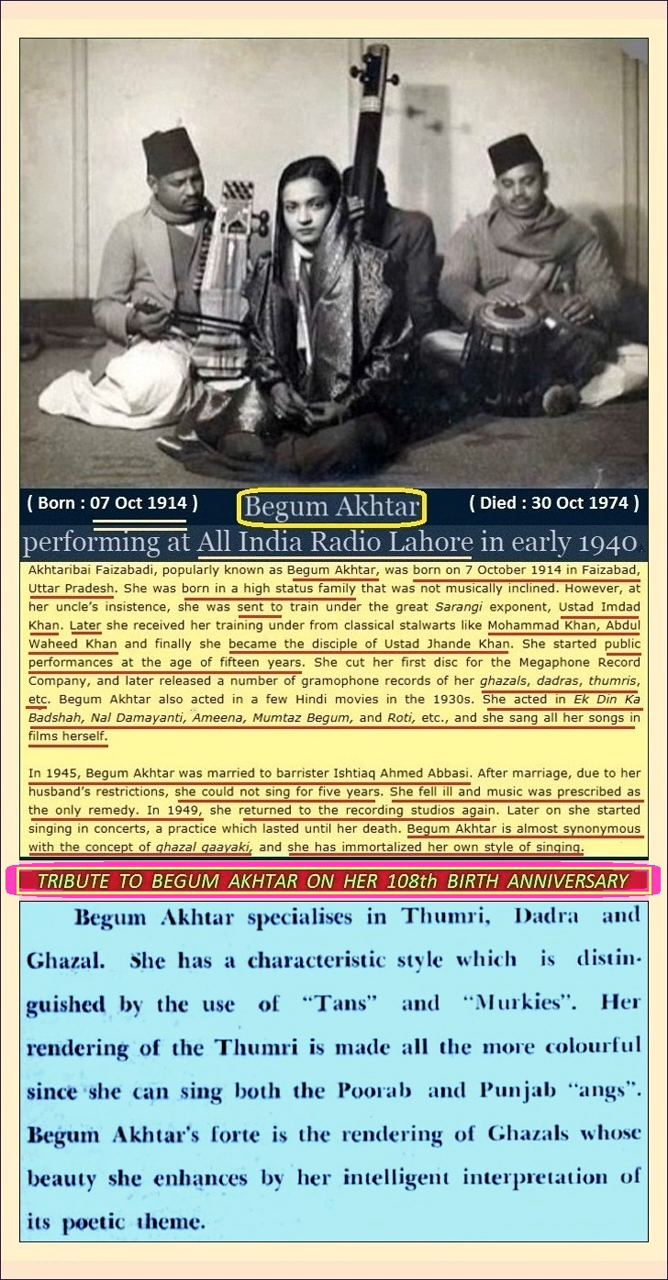 ( Born : 07 Oct 1914 )
Begum Akhtar
( Died : 30 Oct 1974 )
performing at All India Radio Lahore in early 1940
Akhtaribai Faizabadi, popularly known as Begum Akhtar, was born on 7 October 1914 in Faizabad,
Uttar Pradesh. She was born in a high status family that was not musically inclined. However, at
her uncle's insistence, she was sent to train under the great Sarangi exponent, Ustad Imdad
Khan. Later she received her training under from classical stalwarts like Mohammad Khan, Abdul
Waheed Khan and finally she became the disciple of Ustad Jhande Khan. She started public
performances at the age of fifteen years. She cut her first disc for the Megaphone Record
Company, and later released a number of gramophone records of her ghazals, dadras, thumris,
etc. Begum Akhtar also acted in a few Hindi movies in the 1930s. She acted in Ek Din Ka
Badshah, Nal Damayanti, Ameena, Mumtaz Begum, and Roti, etc., and she sang all her songs in
films herself.
In 1945, Begum Akhtar was married to barrister Ishtiaq Ahmed Abbasi. After marriage, due to her
husband's restrictions, she could not sing for five years. She fell ill and music was prescribed as
the only remedy. In 1949, she returned to the recording studios again. Later on she started
singing in concerts, a practice which lasted until her death. Begum Akhtar is almost synonymous
with the concept of ghazal gaayaki, and she has immortalized her own style of singing.
TRIBUTE TO BEGUM AKHTAR ON HER 108th BIRTH ANNIVERSARY
Begum Akhtar specialises in Thumri, Dadra and
Ghazal. She has a characteristic style which is distin-
guished by the use of "Tans" and "Murkies". Her
rendering of the Thumri is made all the more colourful
since she can sing both the Poorab and Punjab "angs".
Begum Akhtar's forte is the rendering of Ghazals whose
beauty she enhances by her intelligent interpretation of
its poetic theme.